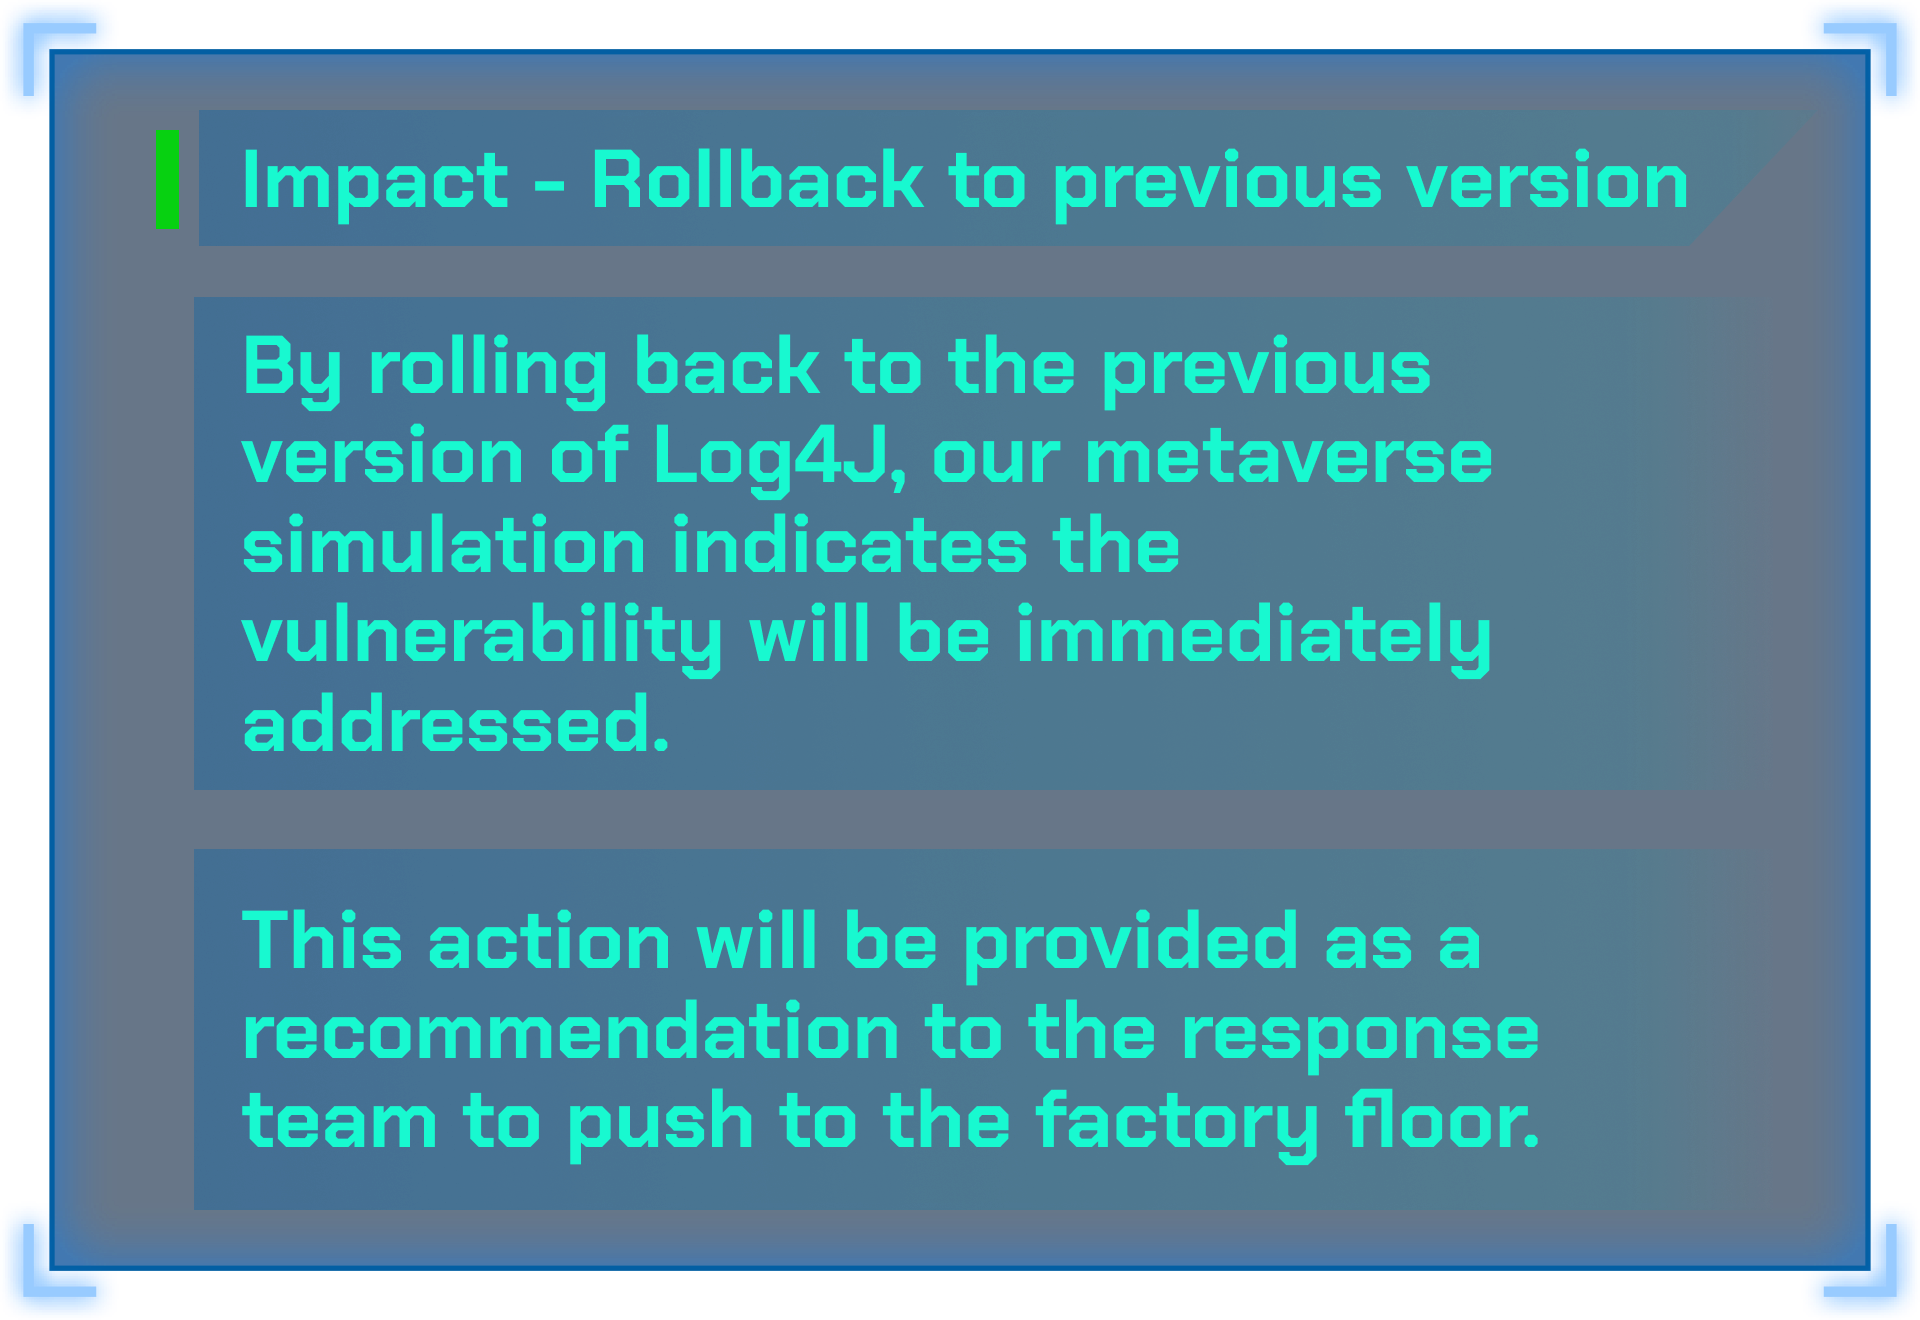 Impact - Rollback to previous version
By rolling back to the previous
version of Log4J, our metaverse
simulation indicates the
vulnerability will be immediately
addressed.
This action will be provided as a
recommendation to the response
team to push to the factory floor.